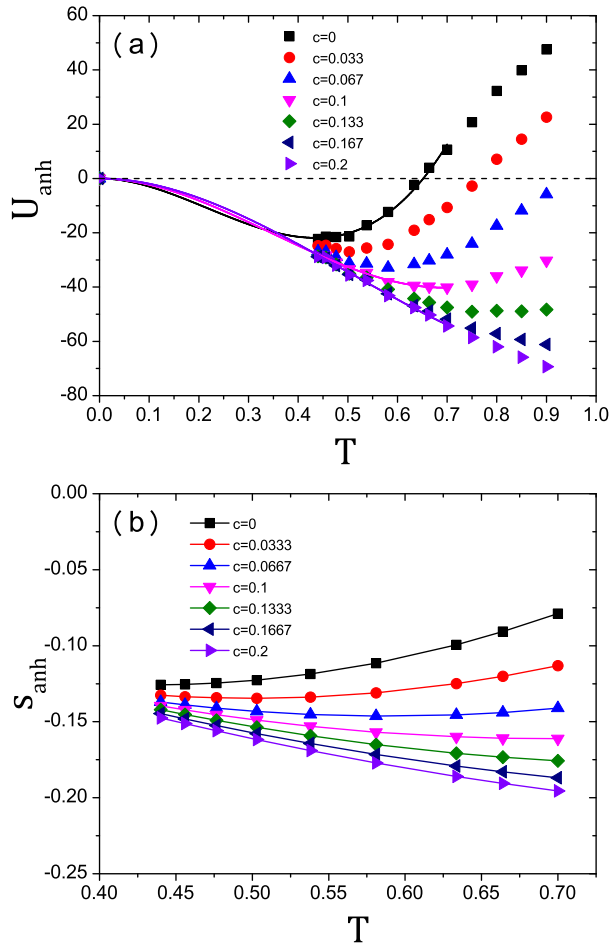 (a)
c=0
c=0.033
c=0.067
c=0.1
c=0.133
c=0.167
c=0.2
60
40
20
0
-20
-40
-60
-80
U_anh
0.0 0.1 0.2 0.3 0.4 0.5 0.6 0.7 0.8 0.9 1.0
T
(b)
c=0
c=0.0333
c=0.0667
c=0.1
c=0.1333
c=0.1667
c=0.2
0.00
-0.05
-0.10
-0.15
-0.20
-0.25
s_anh
0.40 0.45 0.50 0.55 0.60 0.65 0.70
T